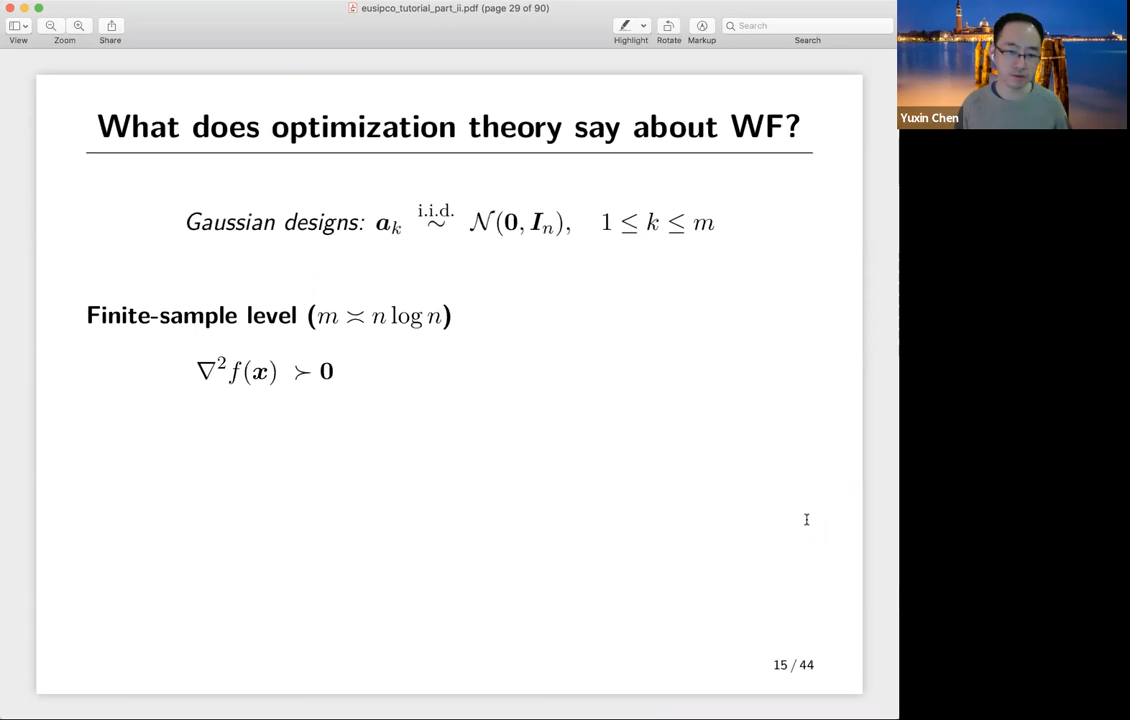 eusipco_tutorial_part_ii.pdf (page 29 of 90)
View
Zoom
Share
Highlight
Rotate
Markup
Search
Search
Yuxin Chen
What does optimization theory say about WF?
Gaussian designs: a_k i.i.d. ∼ 𝒩(0, I_n), 1 ≤ k ≤ m
Finite-sample level (m ≍ n log n)
∇²f(x) ≻ 0
15 / 44